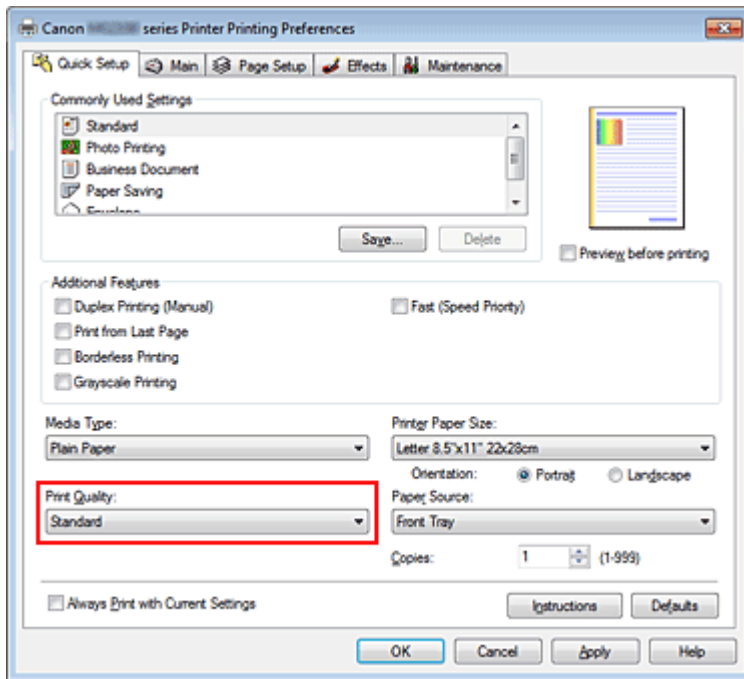 Canon series Printer Printing Preferences
Quick Setup Main Page Setup Effects Maintenance
Commonly Used Settings
Standard
Photo Printing
Business Document
Paper Saving
Envelope
Save... Delete
Preview before printing
Additional Features
Duplex Printing (Manual) Fast (Speed Priority)
Print from Last Page
Borderless Printing
Grayscale Printing
Media Type: Printer Paper Size:
Plain Paper Letter 8.5"x11" 22x28cm
Orientation: Portrait Landscape
Print Quality: Paper Source:
Standard Front Tray
Copies: 1 (1-999)
Always Print with Current Settings Instructions Defaults
OK Cancel Apply Help